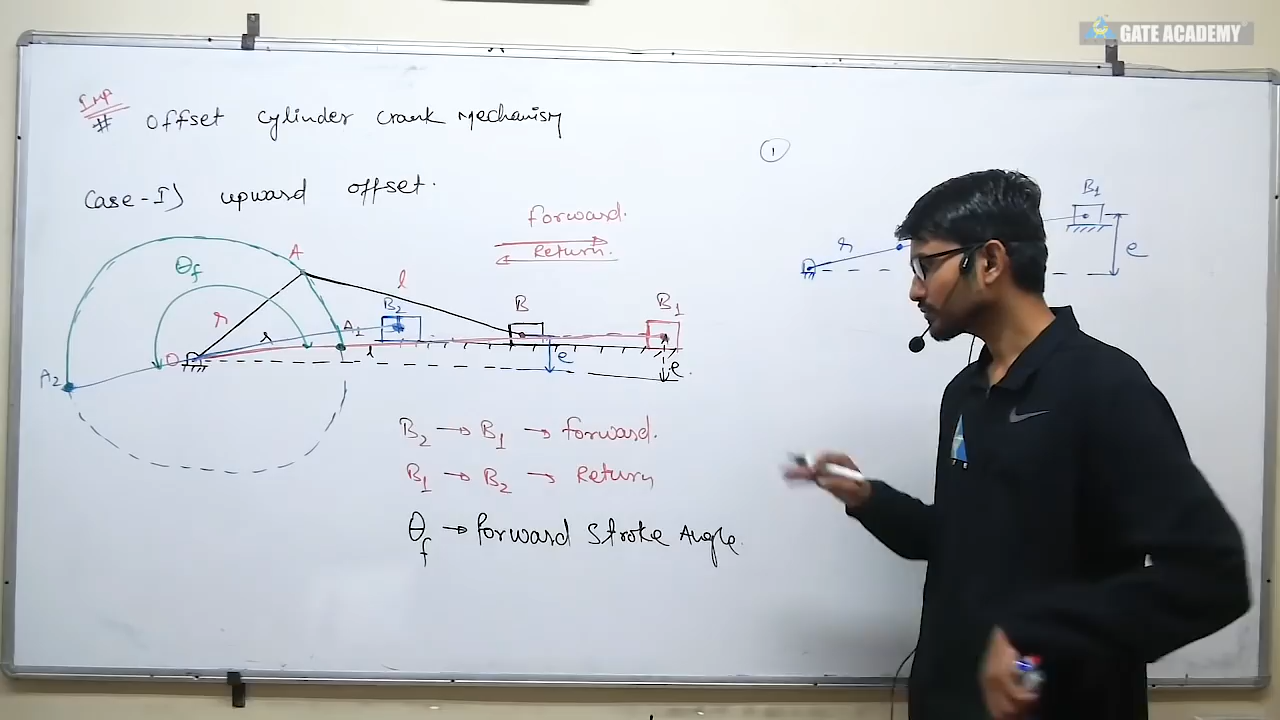 GATE ACADEMY
Imp
# offset cylinder crank Mechanism
Case-I) upward offset.
forward.
Return.
θf
A
r
l
B2
B
B1
A1
r
l
O
e
e.
A2
B2 → B1 → forward.
B1 → B2 → Return
θf → forward Stroke Angle.
1
B1
r
e